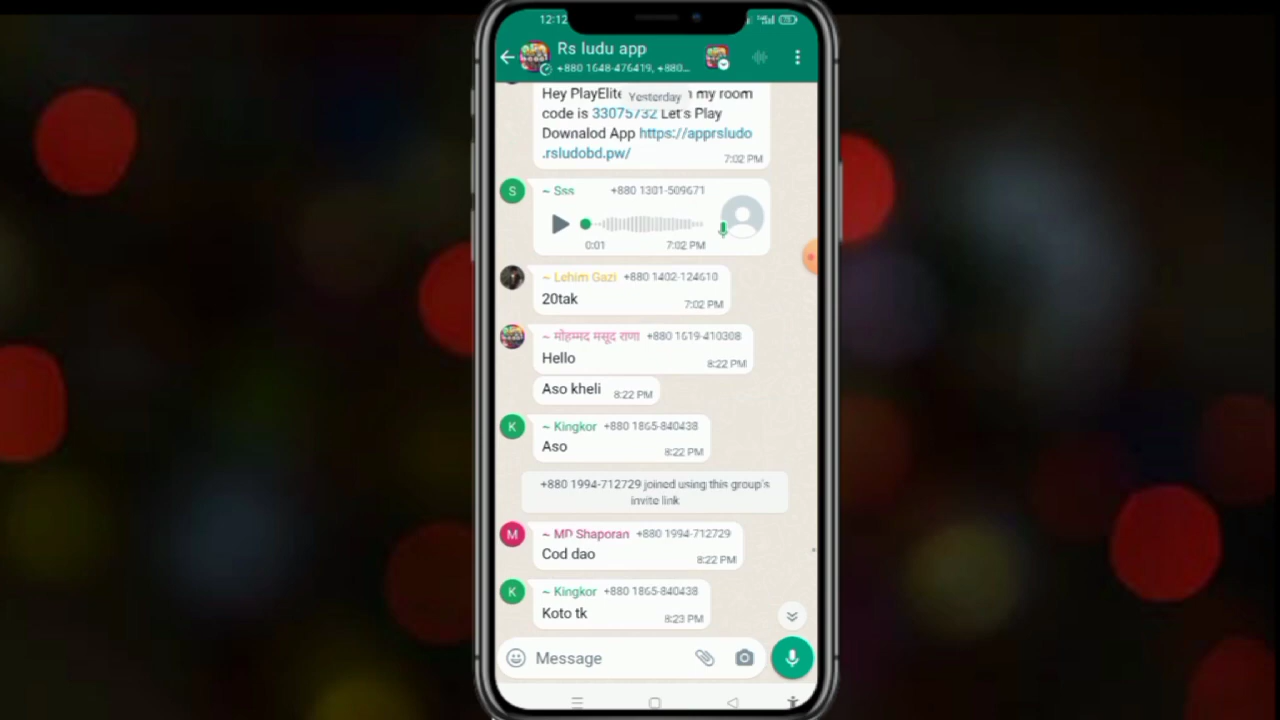 12:12
Rs ludu app
+880 1648-476419, +880...
Yesterday
Hey PlayElite my room
code is 33075732 Let's Play
Downalod App https://apprsludo
.rsludobd.pw/
7:02 PM
S
~ Sss +880 1301-509671
0:01 7:02 PM
~ Lehim Gazi +880 1402-124610
20tak 7:02 PM
~ मोहम्मद मसूद राणा +880 1619-410308
Hello 8:22 PM
Aso kheli 8:22 PM
K
~ Kingkor +880 1865-840438
Aso 8:22 PM
+880 1994-712729 joined using this group's
invite link
M
~ MD Shaporan +880 1994-712729
Cod dao 8:22 PM
K
~ Kingkor +880 1865-840438
Koto tk 8:23 PM
Message